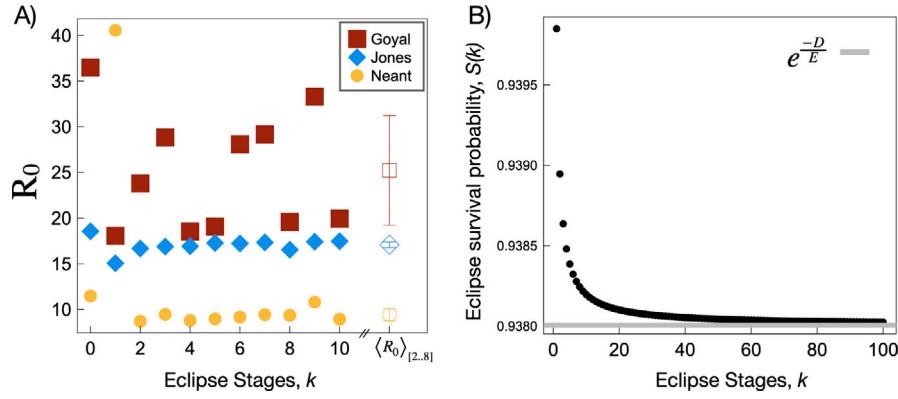 A)
R0
40
35
30
25
20
15
10
Goyal
Jones
Neant
0
2
4
6
8
10
//
⟨R0⟩[2..8]
Eclipse Stages, k
B)
Eclipse survival probability, S(k)
0.9395
0.9390
0.9385
0.9380
e^(-D/E)
0
20
40
60
80
100
Eclipse Stages, k